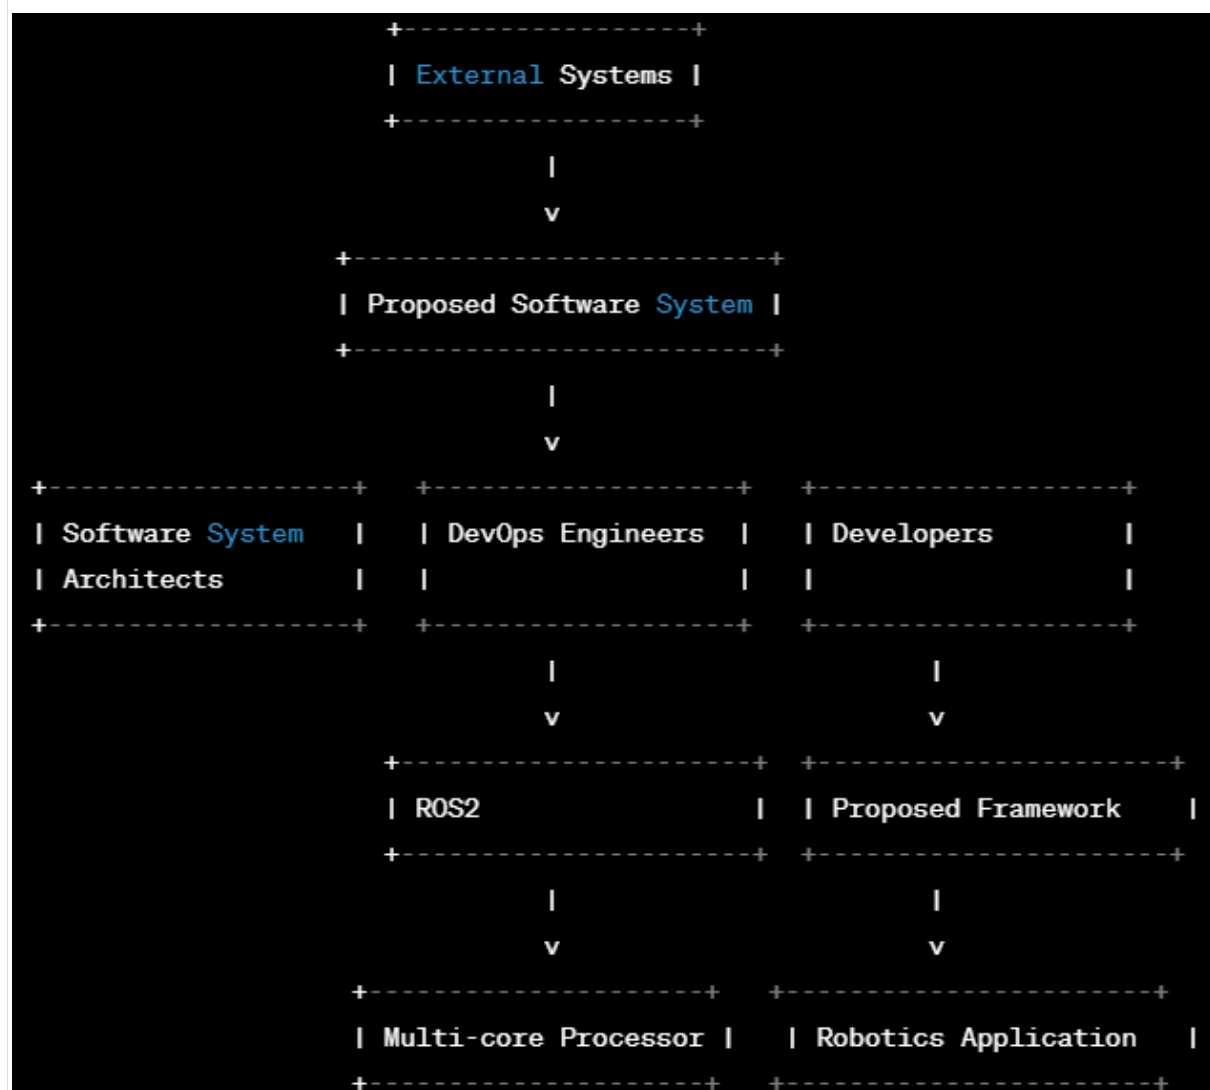 +------------------+
| External Systems |
+------------------+
|
v
+--------------------------+
| Proposed Software System |
+--------------------------+
|
v
+-------------------+   +-------------------+   +-------------------+
| Software System   |   | DevOps Engineers  |   | Developers        |
| Architects        |   |                   |   |                   |
+-------------------+   +-------------------+   +-------------------+
|                       |
v                       v
+----------------------+  +----------------------+
| ROS2                 |  | Proposed Framework    |
+----------------------+  +----------------------+
|                       |
v                       v
+---------------------+   +-----------------------+
| Multi-core Processor |   | Robotics Application   |
+---------------------+   +-----------------------+